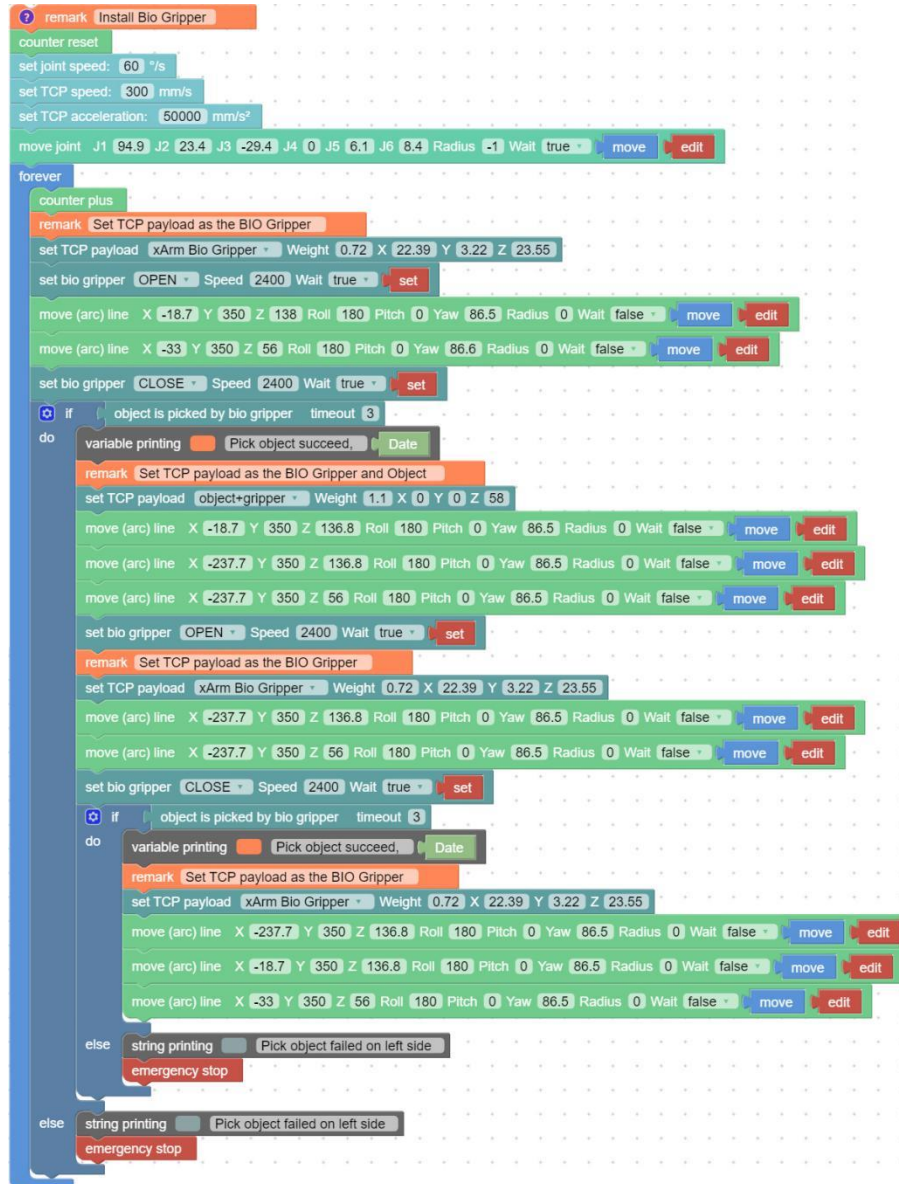 ? remark Install Bio Gripper
counter reset
set joint speed: 60 °/s
set TCP speed: 300 mm/s
set TCP acceleration: 50000 mm/s²
move joint J1 94.9 J2 23.4 J3 -29.4 J4 0 J5 6.1 J6 8.4 Radius -1 Wait true move edit
forever
counter plus
remark Set TCP payload as the BIO Gripper
set TCP payload xArm Bio Gripper Weight 0.72 X 22.39 Y 3.22 Z 23.55
set bio gripper OPEN Speed 2400 Wait true set
move (arc) line X -18.7 Y 350 Z 138 Roll 180 Pitch 0 Yaw 86.5 Radius 0 Wait false move edit
move (arc) line X -33 Y 350 Z 56 Roll 180 Pitch 0 Yaw 86.6 Radius 0 Wait false move edit
set bio gripper CLOSE Speed 2400 Wait true set
if object is picked by bio gripper timeout 3
do variable printing Pick object succeed, Date
remark Set TCP payload as the BIO Gripper and Object
set TCP payload object+gripper Weight 1.1 X 0 Y 0 Z 58
move (arc) line X -18.7 Y 350 Z 136.8 Roll 180 Pitch 0 Yaw 86.5 Radius 0 Wait false move edit
move (arc) line X -237.7 Y 350 Z 136.8 Roll 180 Pitch 0 Yaw 86.5 Radius 0 Wait false move edit
move (arc) line X -237.7 Y 350 Z 56 Roll 180 Pitch 0 Yaw 86.5 Radius 0 Wait false move edit
set bio gripper OPEN Speed 2400 Wait true set
remark Set TCP payload as the BIO Gripper
set TCP payload xArm Bio Gripper Weight 0.72 X 22.39 Y 3.22 Z 23.55
move (arc) line X -237.7 Y 350 Z 136.8 Roll 180 Pitch 0 Yaw 86.5 Radius 0 Wait false move edit
move (arc) line X -237.7 Y 350 Z 56 Roll 180 Pitch 0 Yaw 86.5 Radius 0 Wait false move edit
set bio gripper CLOSE Speed 2400 Wait true set
if object is picked by bio gripper timeout 3
do variable printing Pick object succeed, Date
remark Set TCP payload as the BIO Gripper
set TCP payload xArm Bio Gripper Weight 0.72 X 22.39 Y 3.22 Z 23.55
move (arc) line X -237.7 Y 350 Z 136.8 Roll 180 Pitch 0 Yaw 86.5 Radius 0 Wait false move edit
move (arc) line X -18.7 Y 350 Z 136.8 Roll 180 Pitch 0 Yaw 86.5 Radius 0 Wait false move edit
move (arc) line X -33 Y 350 Z 56 Roll 180 Pitch 0 Yaw 86.5 Radius 0 Wait false move edit
else string printing Pick object failed on left side
emergency stop
else string printing Pick object failed on left side
emergency stop